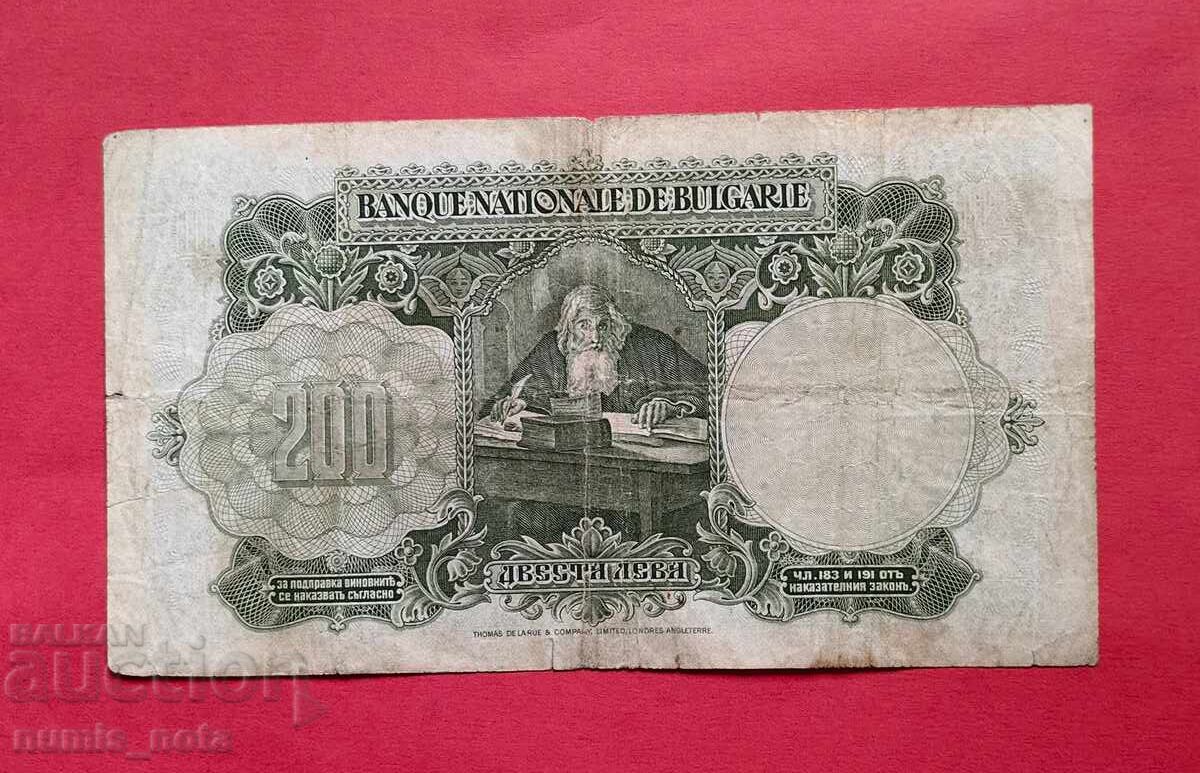 BANQUE NATIONALE DE BULGARIE
200
ДВЕСТА ЛЕВА
ЗА ПОДПРАВКА ВИНОВНИТѢ
СЕ НАКАЗВАТЪ СЪГЛАСНО
ЧЛ. 183 И 191 ОТЪ
НАКАЗАТЕЛНИЯ ЗАКОНЪ.
THOMAS DE LA RUE & COMPANY, LIMITED, LONDRES-ANGLETERRE.
BALKAN
auction
numis_nota